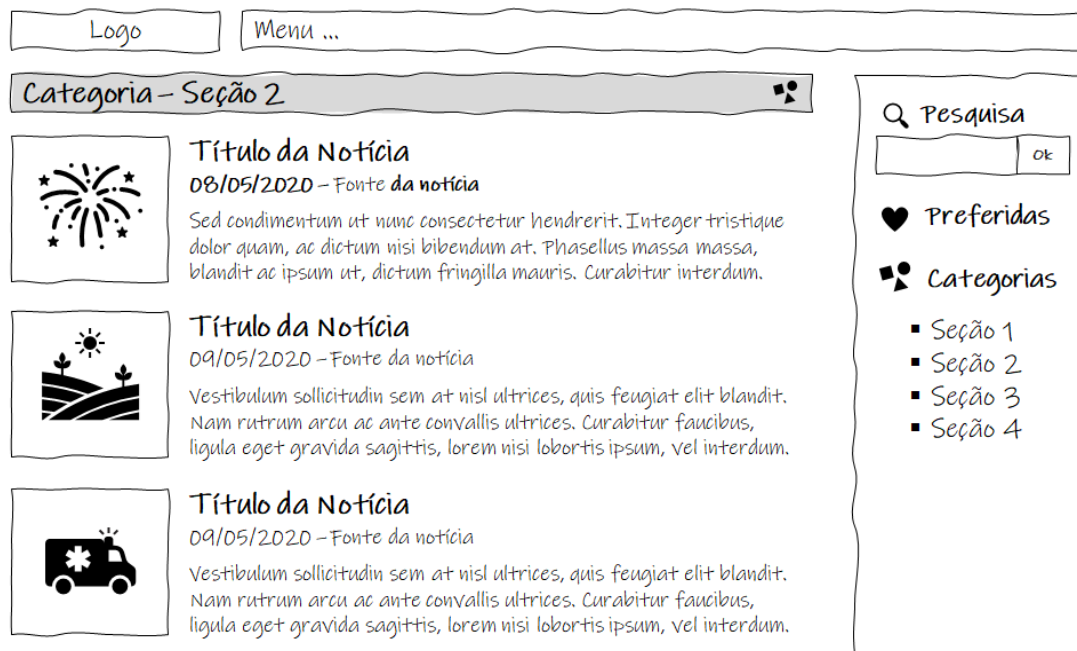 Logo
Menu ...
Categoria – Seção 2
Título da Notícia
08/05/2020 – Fonte da notícia
Sed condimentum ut nunc consectetur hendrerit. Integer tristique
dolor quam, ac dictum nisi bibendum at. Phasellus massa massa,
blandit ac ipsum ut, dictum fringilla mauris. Curabitur interdum.
Título da Notícia
09/05/2020 – Fonte da notícia
Vestibulum sollicitudin sem at nisl ultrices, quis feugiat elit blandit.
Nam rutrum arcu ac ante convallis ultrices. Curabitur faucibus,
ligula eget gravida sagittis, lorem nisi lobortis ipsum, vel interdum.
Título da Notícia
09/05/2020 – Fonte da notícia
Vestibulum sollicitudin sem at nisl ultrices, quis feugiat elit blandit.
Nam rutrum arcu ac ante convallis ultrices. Curabitur faucibus,
ligula eget gravida sagittis, lorem nisi lobortis ipsum, vel interdum.
Pesquisa
Ok
Preferidas
Categorias
▪ Seção 1
▪ Seção 2
▪ Seção 3
▪ Seção 4